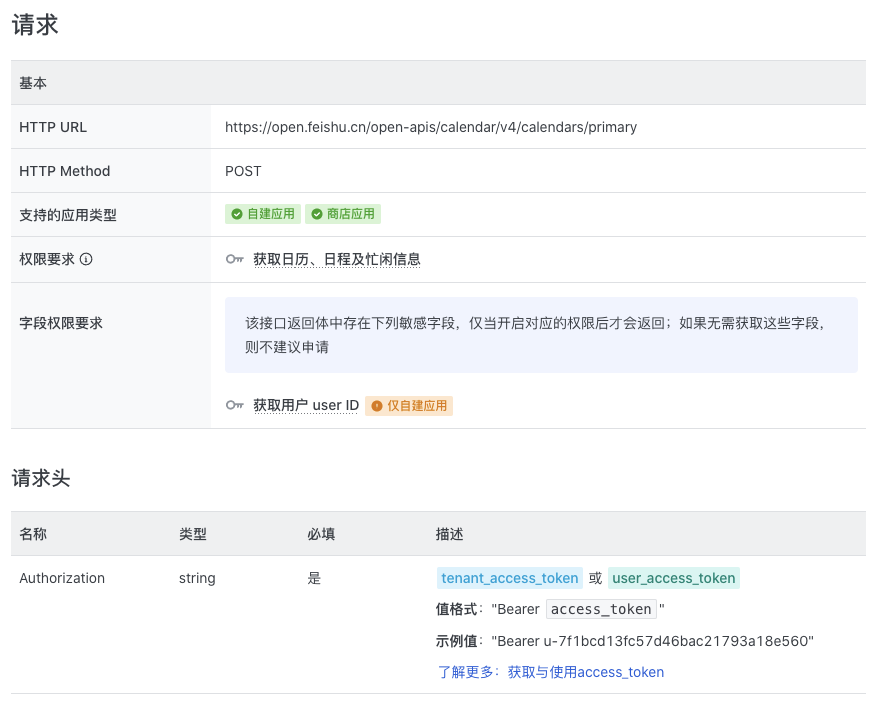 请求
基本
HTTP URL
https://open.feishu.cn/open-apis/calendar/v4/calendars/primary
HTTP Method
POST
支持的应用类型
自建应用 商店应用
权限要求
获取日历、日程及忙闲信息
字段权限要求
该接口返回体中存在下列敏感字段，仅当开启对应的权限后才会返回；如果无需获取这些字段，
则不建议申请
获取用户 user ID 仅自建应用
请求头
名称 类型 必填 描述
Authorization string 是 tenant_access_token 或 user_access_token
值格式："Bearer access_token"
示例值："Bearer u-7f1bcd13fc57d46bac21793a18e560"
了解更多：获取与使用access_token